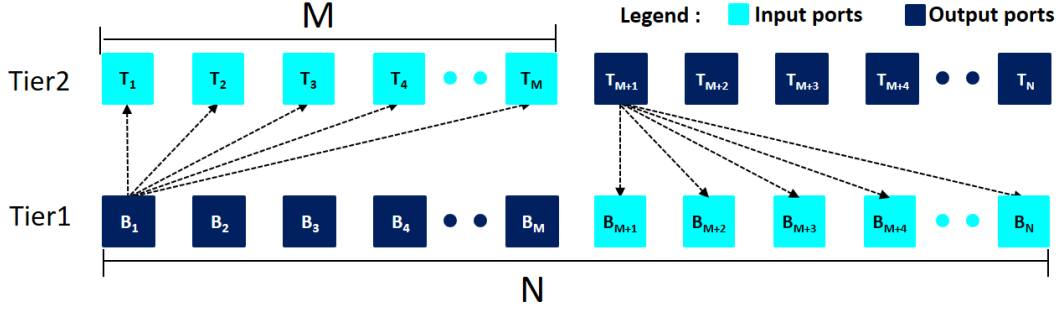 M
Legend : Input ports Output ports
Tier2 T1 T2 T3 T4 TM TM+1 TM+2 TM+3 TM+4 TN
Tier1 B1 B2 B3 B4 BM BM+1 BM+2 BM+3 BM+4 BN
N